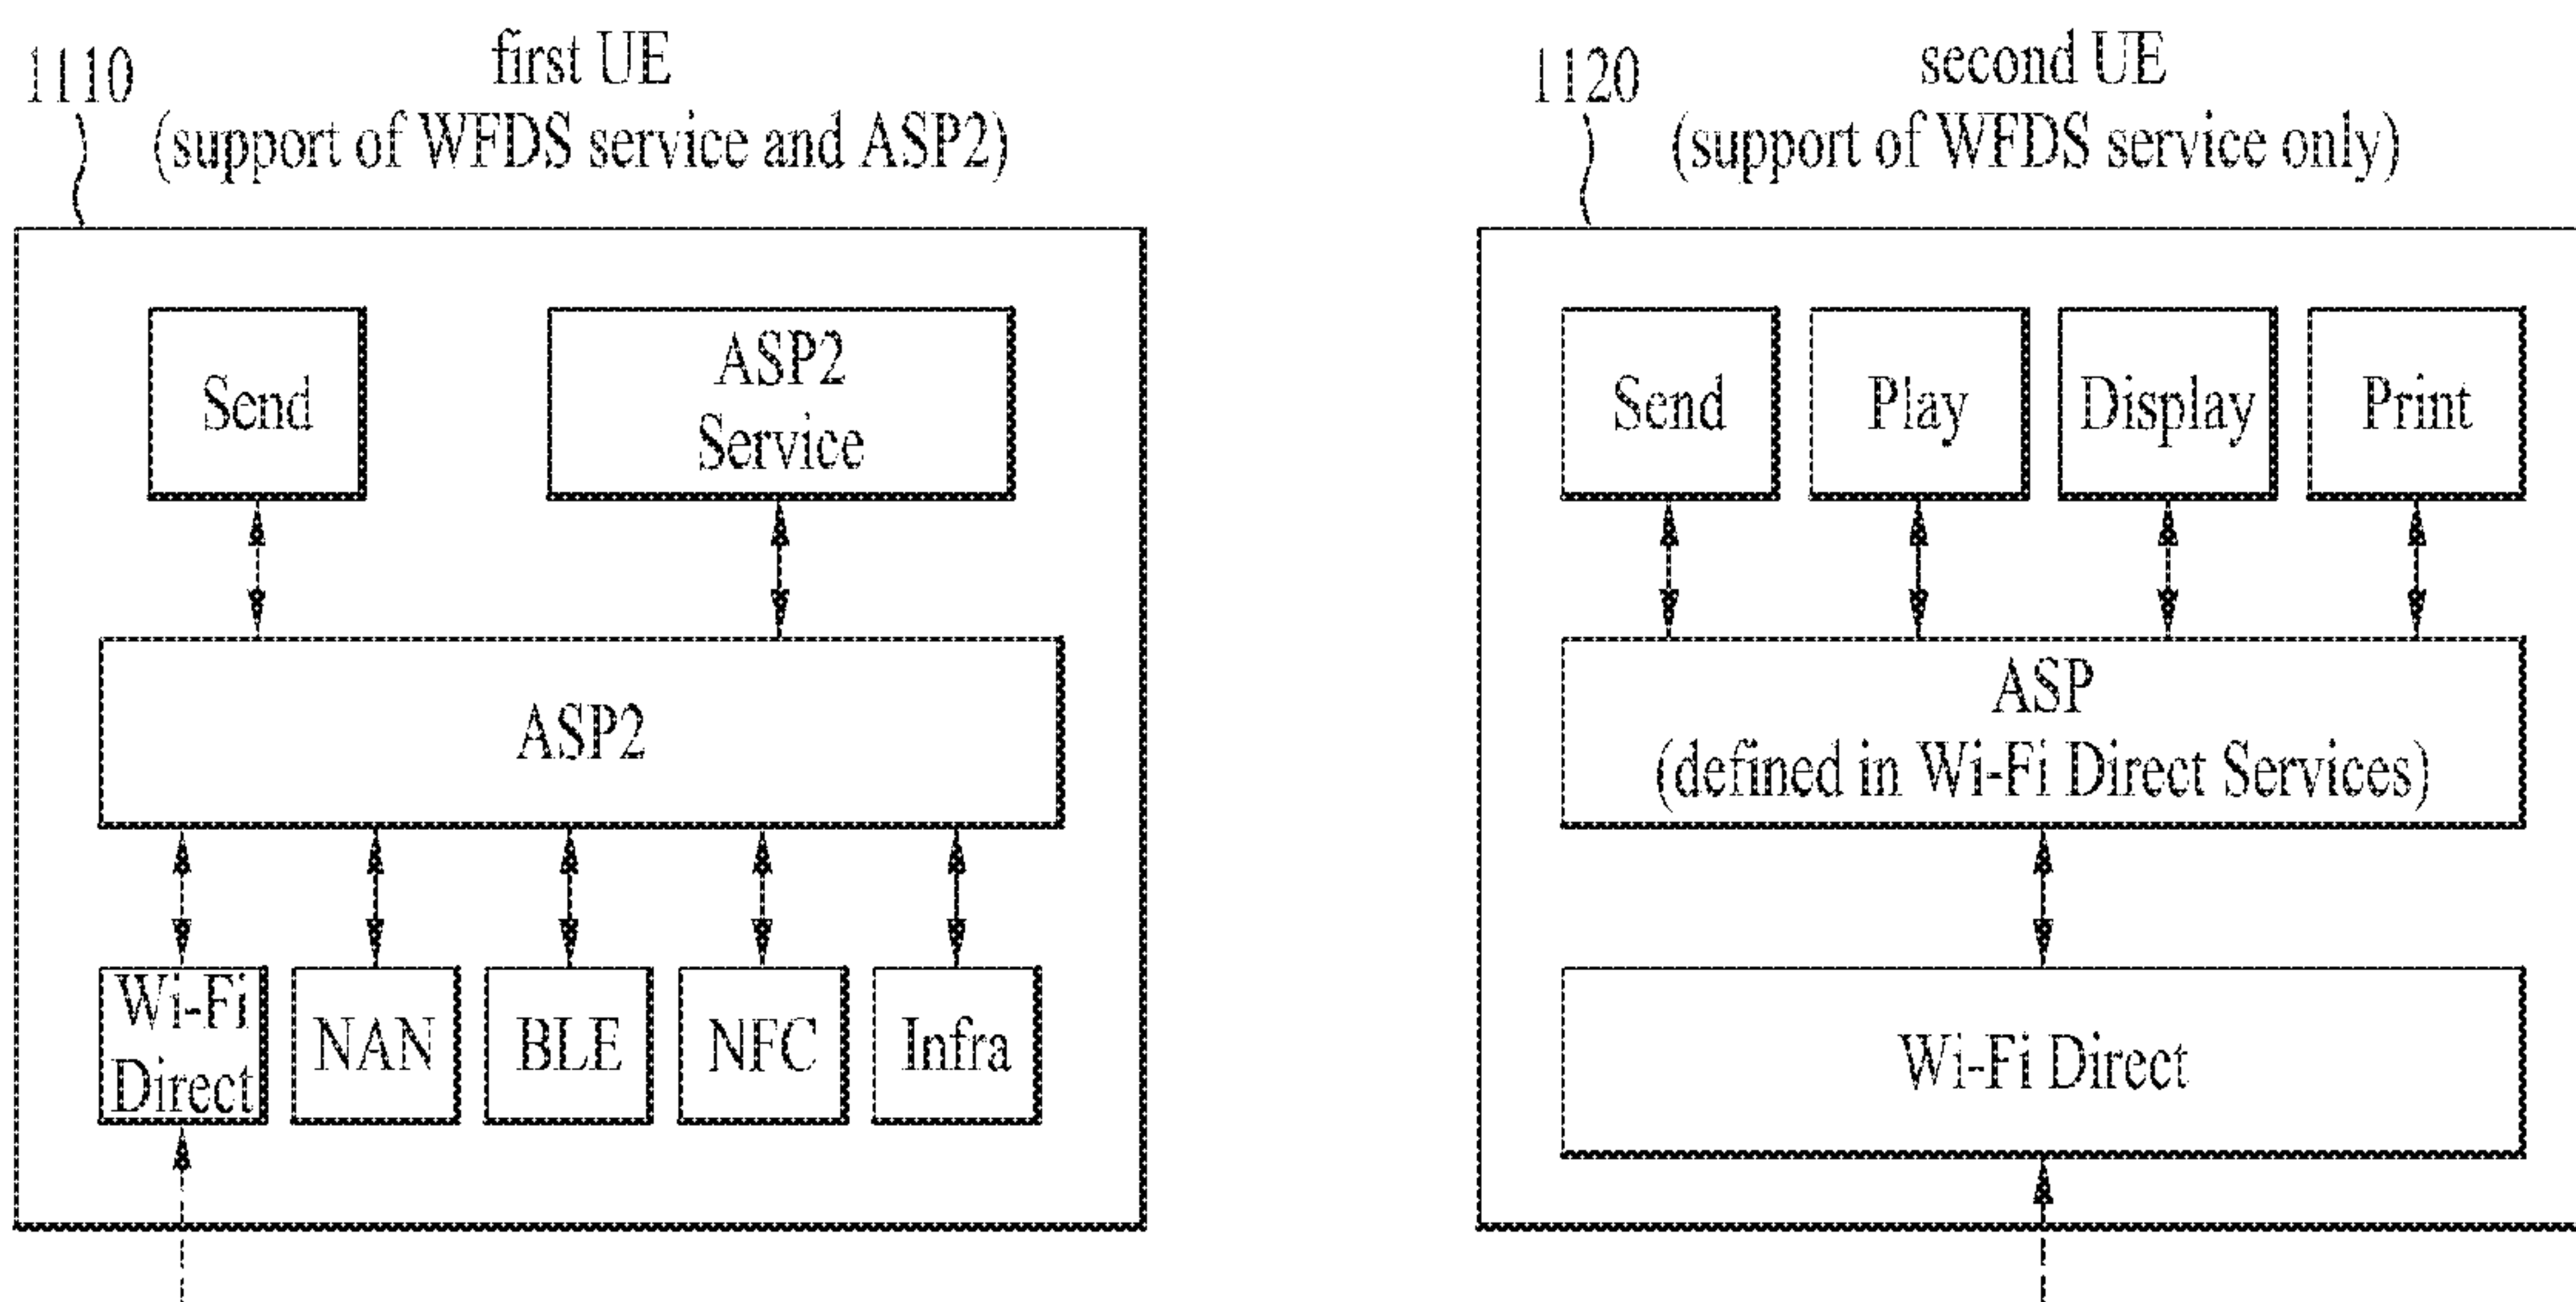 1110
first UE
(support of WFDS service and ASP2)
Send
ASP2
Service
ASP2
Wi-Fi
Direct
NAN
BLE
NFC
Infra
1120
second UE
(support of WFDS service only)
Send
Play
Display
Print
ASP
(defined in Wi-Fi Direct Services)
Wi-Fi Direct